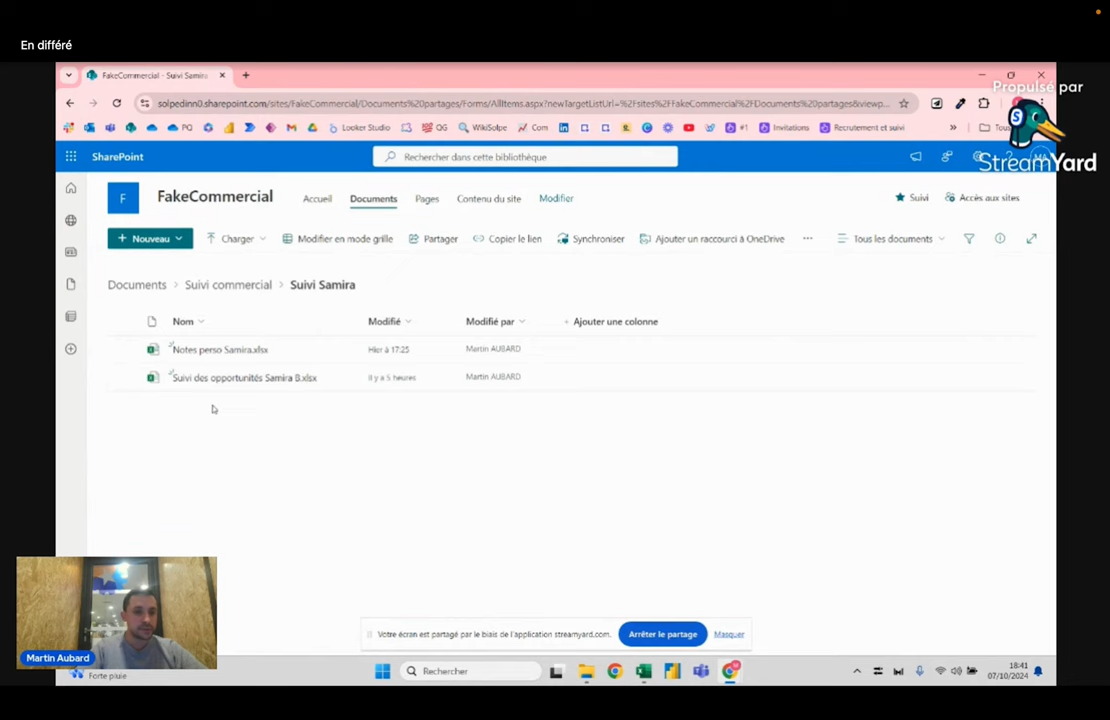 En différé
FakeCommercial - Suivi Samira
solpedinn0.sharepoint.com/sites/FakeCommercial/Documents%20partages/Forms/AllItems.aspx?newTargetListUrl=%2Fsites%2FFakeCommercial%2FDocuments%20partages&viewp...
Propulsé par
StreamYard
PQ
Looker Studio
QG
WikiSolpe
Com
#1
Invitations
Recrutement et suivi
»
Tous
SharePoint
Rechercher dans cette bibliothèque
F
FakeCommercial
Accueil
Documents
Pages
Contenu du site
Modifier
Suivi
Accès aux sites
+ Nouveau
Charger
Modifier en mode grille
Partager
Copier le lien
Synchroniser
Ajouter un raccourci à OneDrive
...
Tous les documents
Documents > Suivi commercial > Suivi Samira
Nom
Modifié
Modifié par
+ Ajouter une colonne
Notes perso Samira.xlsx
Hier à 17:25
Martin AUBARD
Suivi des opportunités Samira B.xlsx
Il y a 5 heures
Martin AUBARD
Votre écran est partagé par le biais de l'application streamyard.com.
Arrêter le partage
Masquer
Martin Aubard
Forte pluie
Rechercher
18:41
07/10/2024